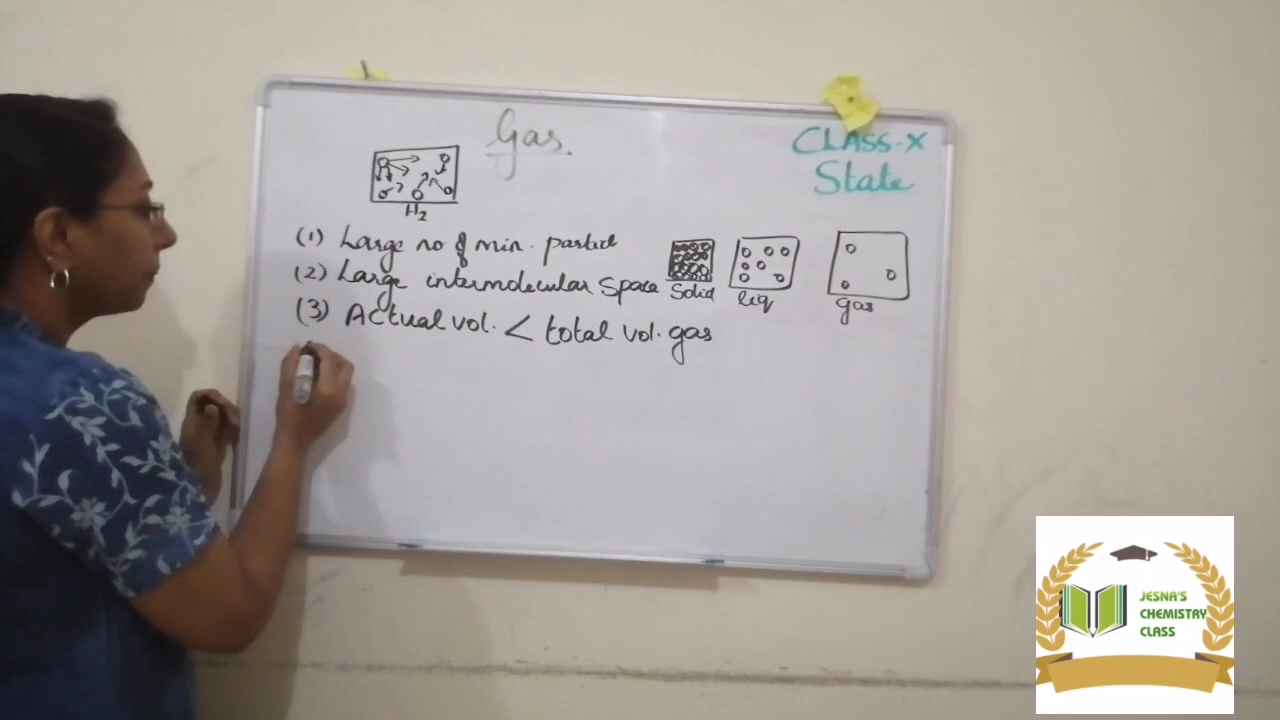 Gas.
CLASS-X
State
H2
(1) Large no of min. particl
(2) Large intermolecular Space
Solid
liq
gas
(3) Actual vol. < total vol. gas
JESNA'S
CHEMISTRY
CLASS